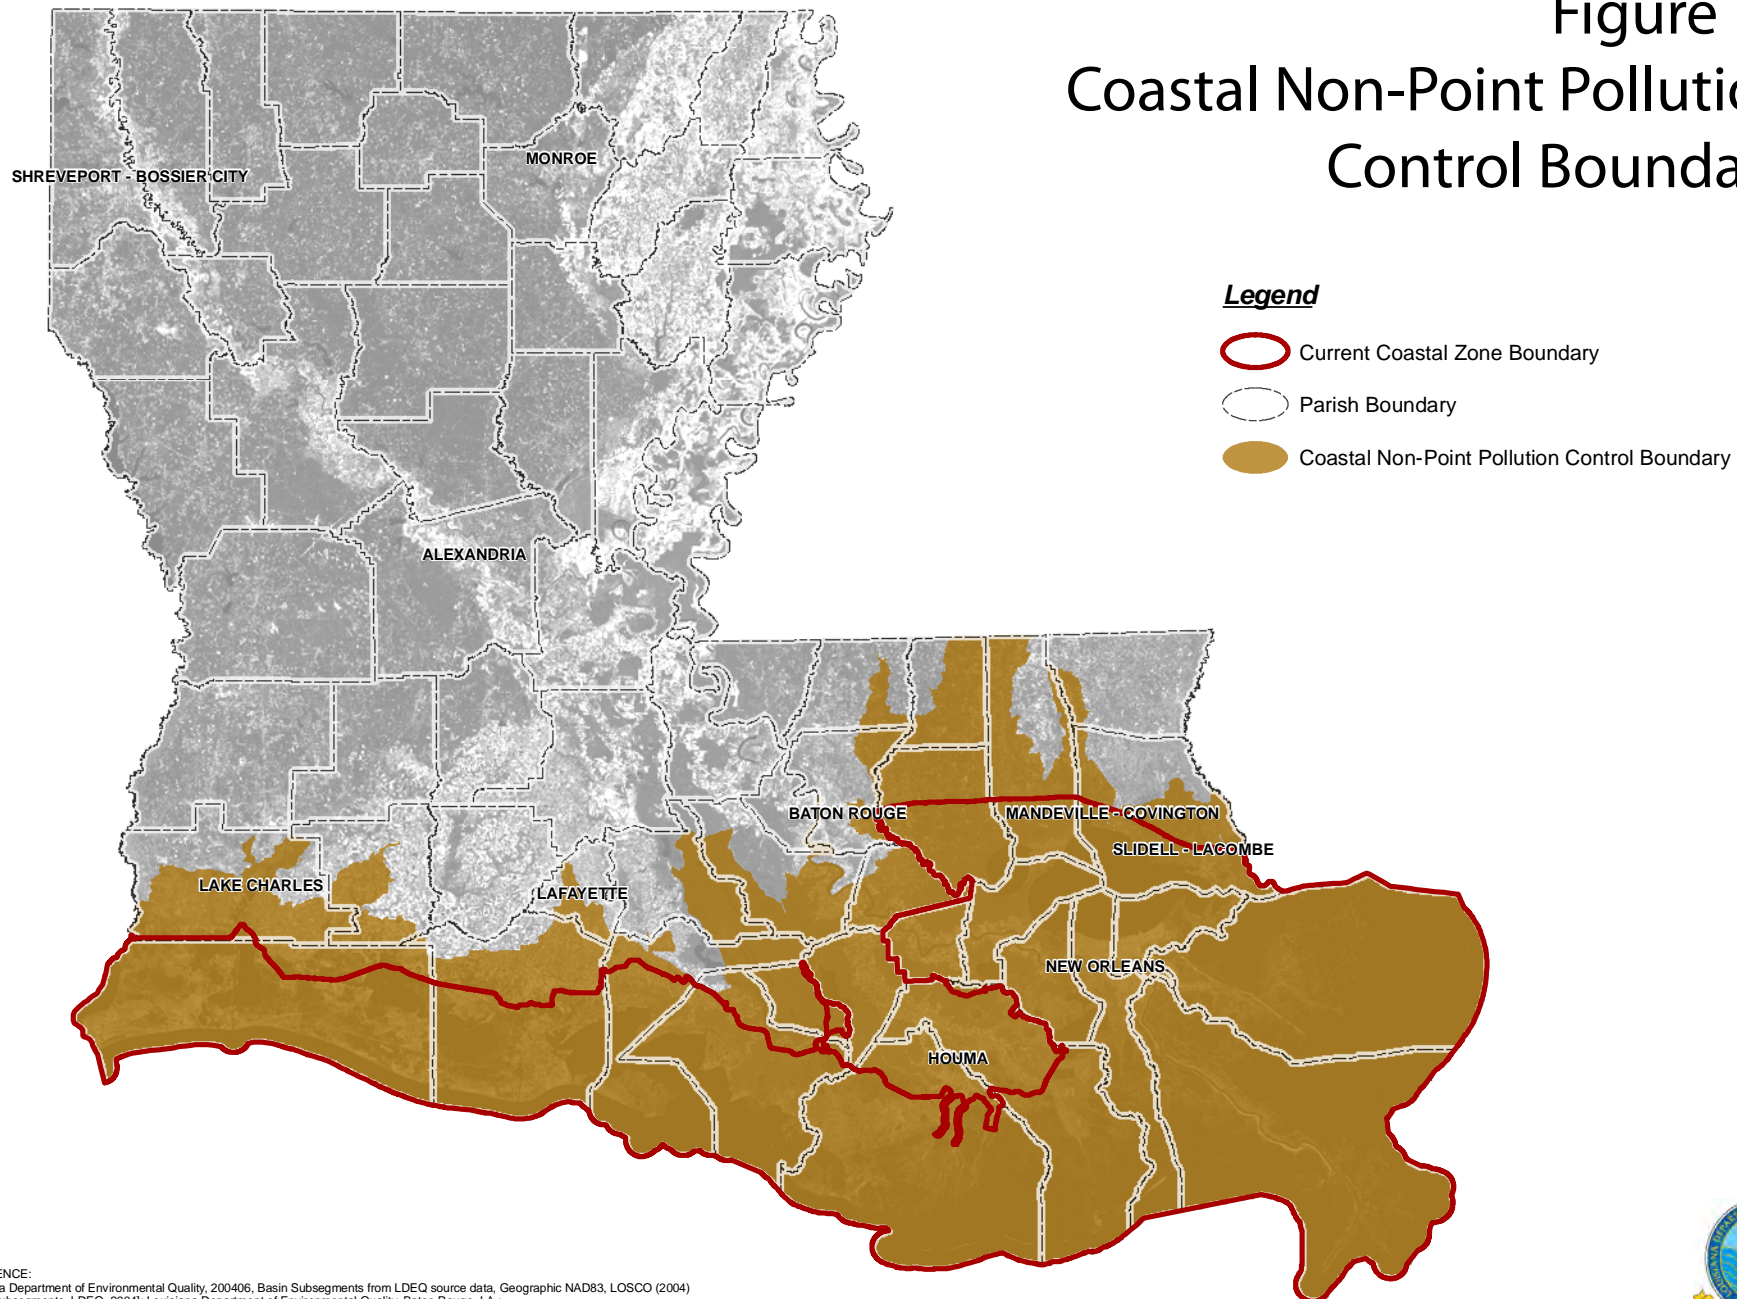 Figure
Coastal Non-Point Pollutio
Control Bounda
Legend
Current Coastal Zone Boundary
Parish Boundary
Coastal Non-Point Pollution Control Boundary
MONROE
SHREVEPORT - BOSSIER CITY
ALEXANDRIA
BATON ROUGE
MANDEVILLE - COVINGTON
SLIDELL - LACOMBE
LAKE CHARLES
LAFAYETTE
NEW ORLEANS
HOUMA
ENCE:
a Department of Environmental Quality, 200406, Basin Subsegments from LDEQ source data, Geographic NAD83, LOSCO (2004)